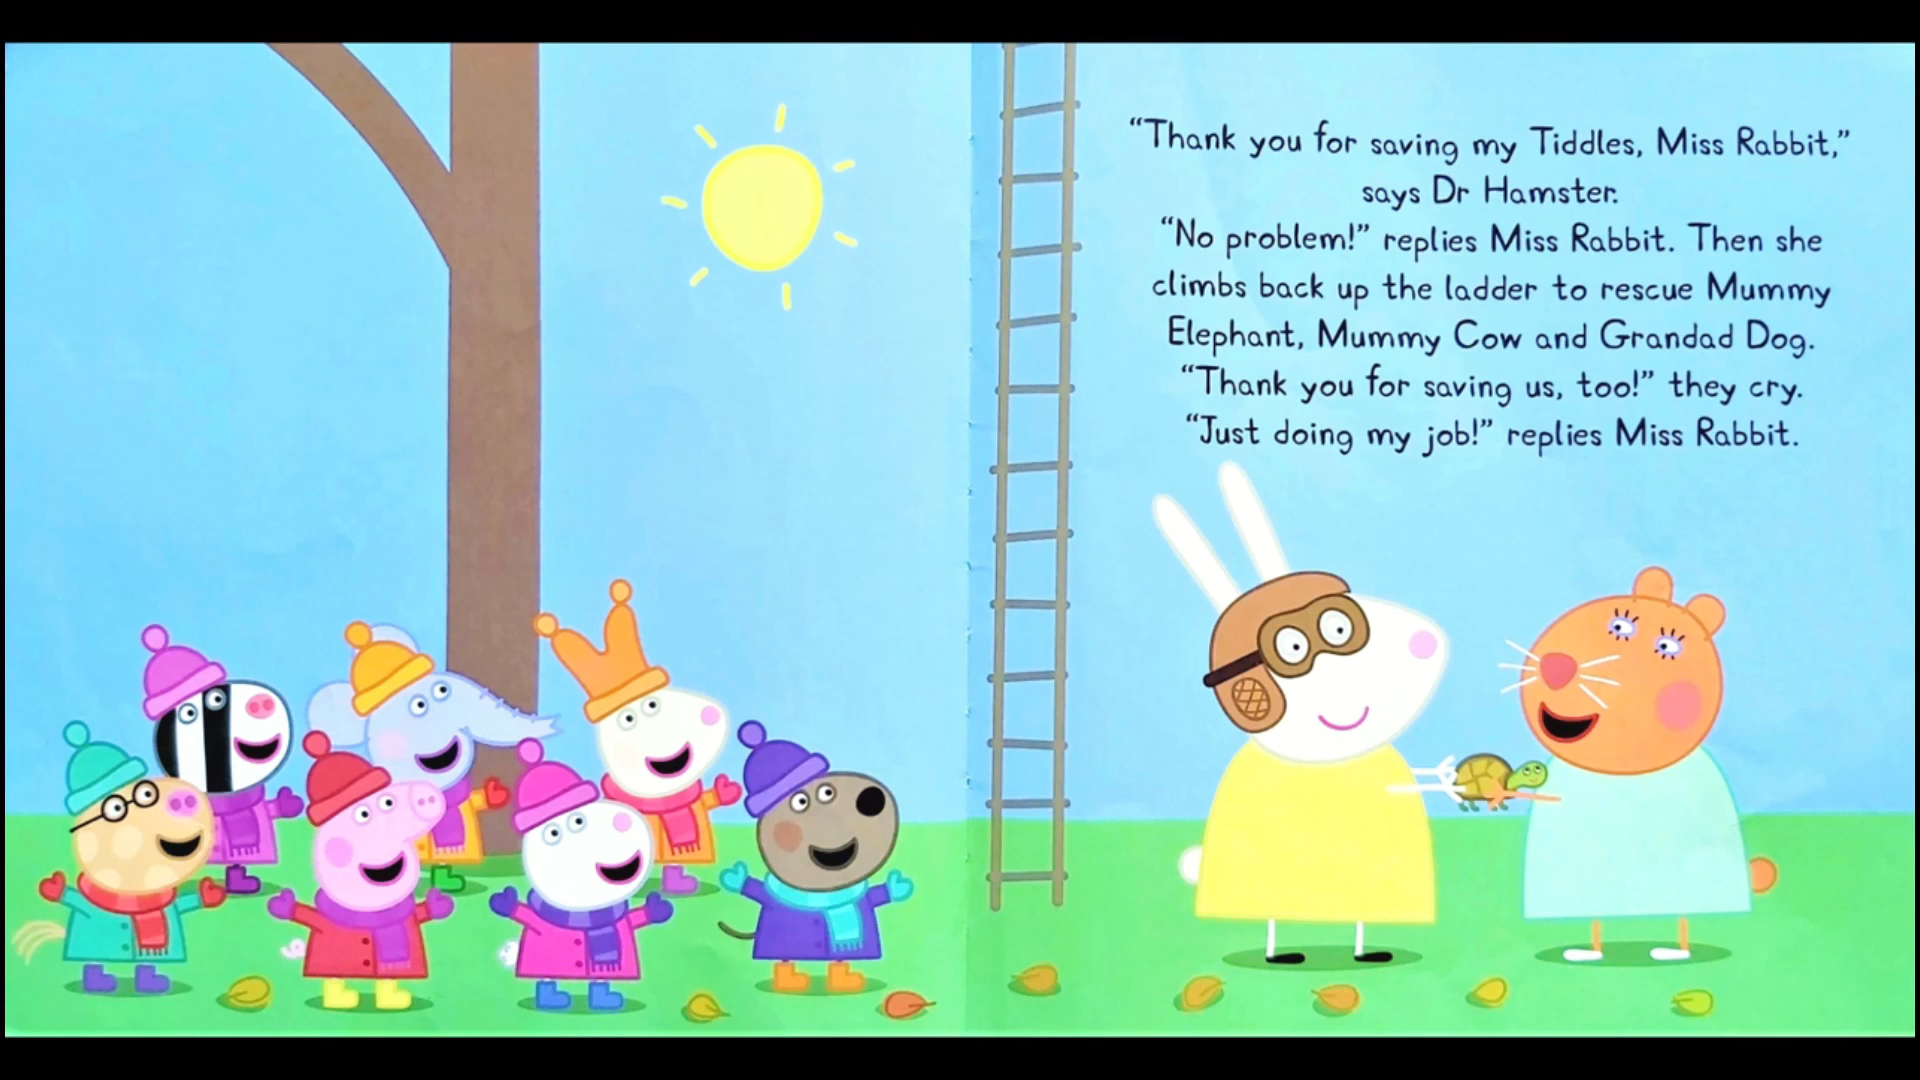 “Thank you for saving my Tiddles, Miss Rabbit,”
says Dr Hamster.
“No problem!” replies Miss Rabbit. Then she
climbs back up the ladder to rescue Mummy
Elephant, Mummy Cow and Grandad Dog.
“Thank you for saving us, too!” they cry.
“Just doing my job!” replies Miss Rabbit.